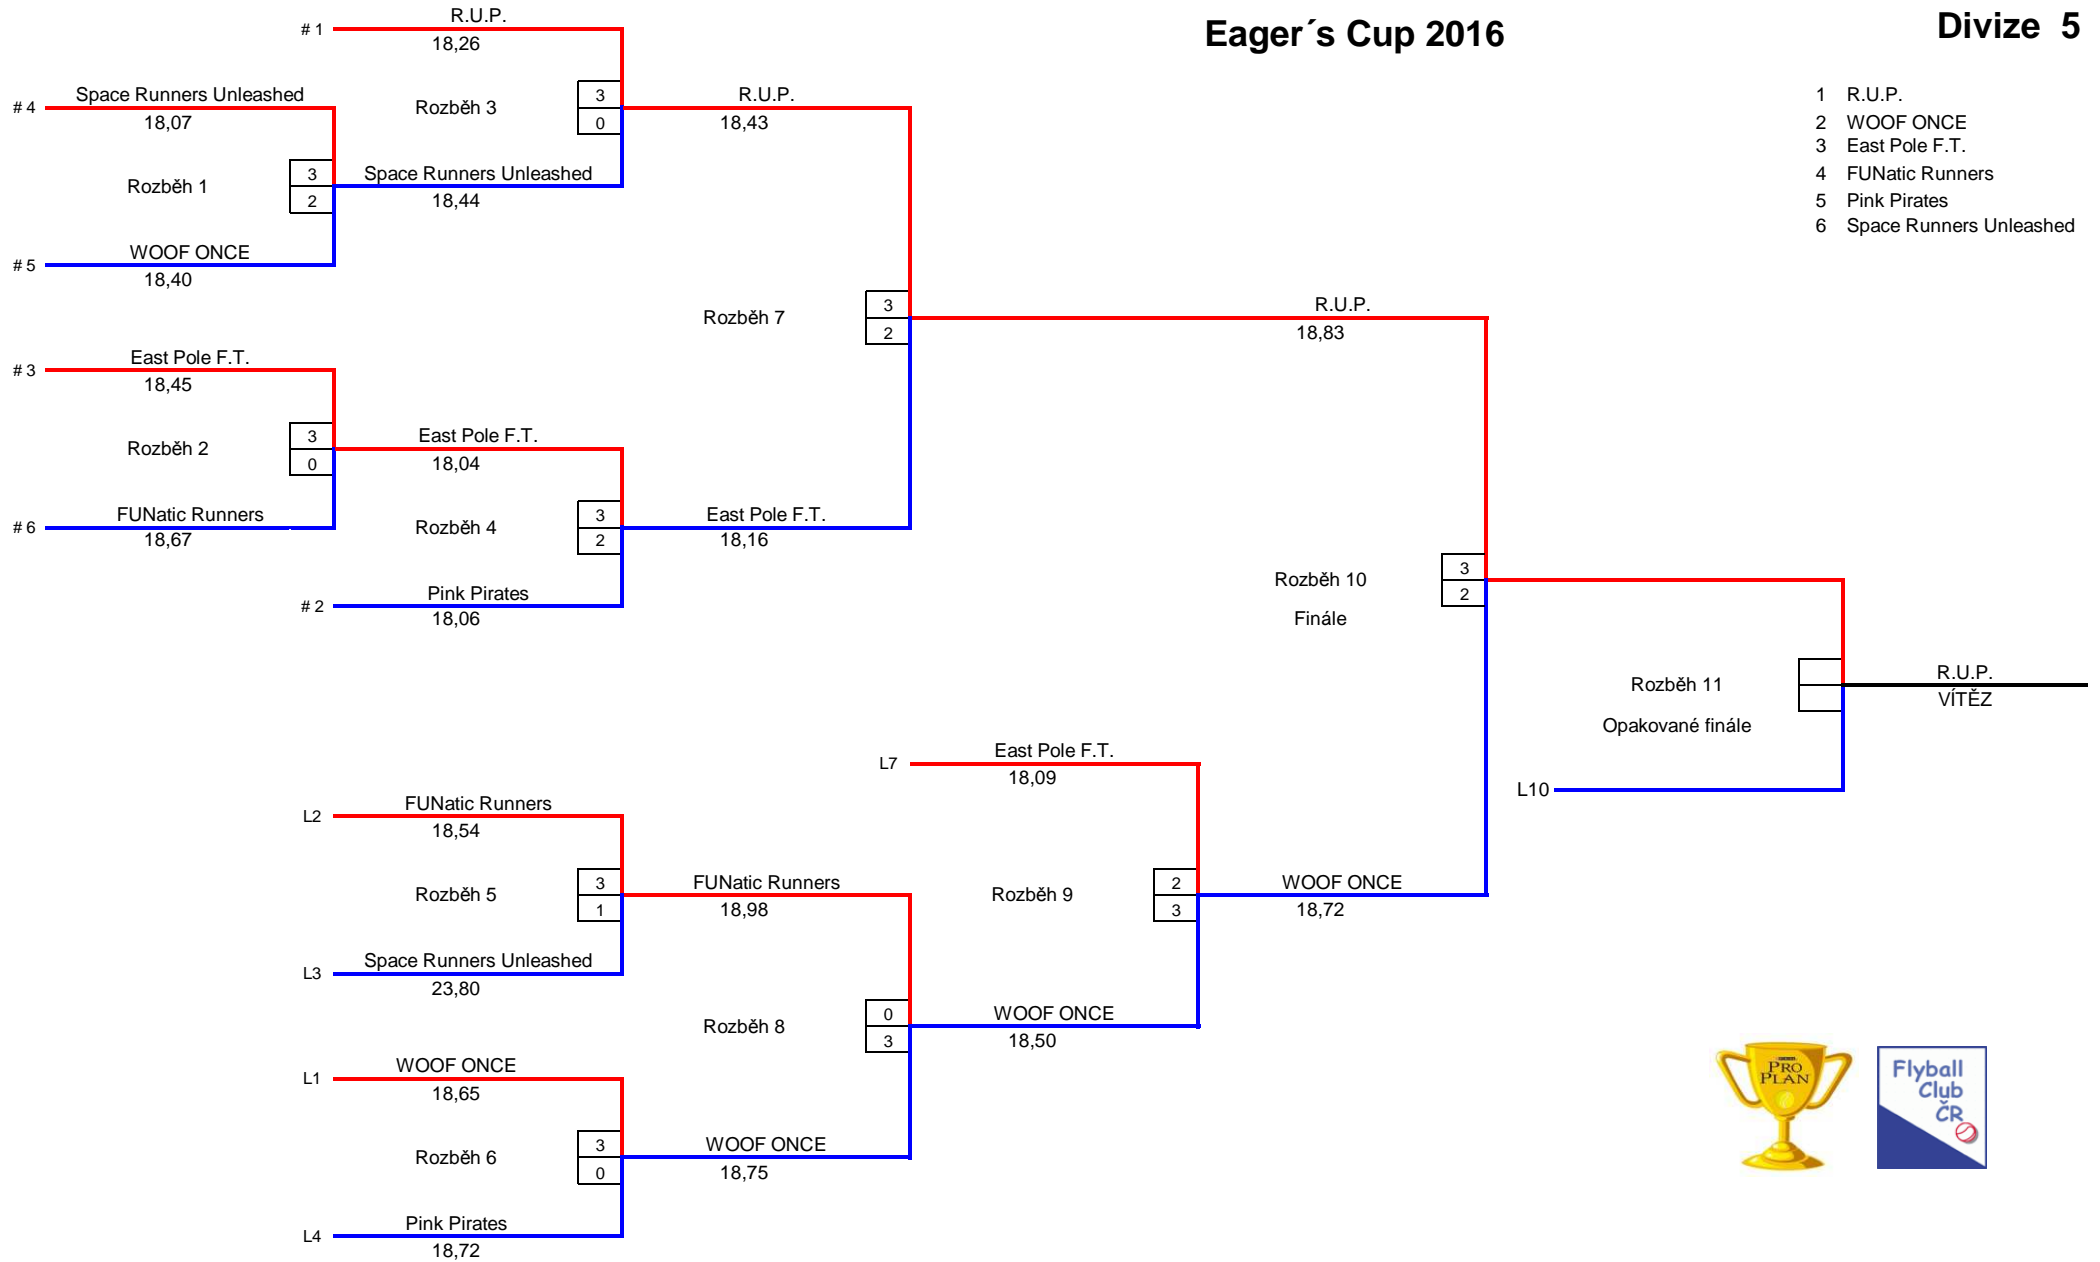 Eager´s Cup 2016
Divize 5
1 R.U.P.
2 WOOF ONCE
3 East Pole F.T.
4 FUNatic Runners
5 Pink Pirates
6 Space Runners Unleashed
# 1
R.U.P.
18,26
# 4
Space Runners Unleashed
18,07
Rozběh 3
3
0
R.U.P.
18,43
Rozběh 1
3
2
Space Runners Unleashed
18,44
# 5
WOOF ONCE
18,40
Rozběh 7
3
2
R.U.P.
18,83
# 3
East Pole F.T.
18,45
Rozběh 2
3
0
East Pole F.T.
18,04
# 6
FUNatic Runners
18,67
Rozběh 4
3
2
East Pole F.T.
18,16
# 2
Pink Pirates
18,06
Rozběh 10
Finále
3
2
Rozběh 11
Opakované finále
R.U.P.
VÍTĚZ
L10
L7
East Pole F.T.
18,09
L2
FUNatic Runners
18,54
Rozběh 5
3
1
FUNatic Runners
18,98
Rozběh 9
2
3
WOOF ONCE
18,72
L3
Space Runners Unleashed
23,80
Rozběh 8
0
3
WOOF ONCE
18,50
L1
WOOF ONCE
18,65
Rozběh 6
3
0
WOOF ONCE
18,75
L4
Pink Pirates
18,72
PRO
PLAN
Flyball
Club
ČR